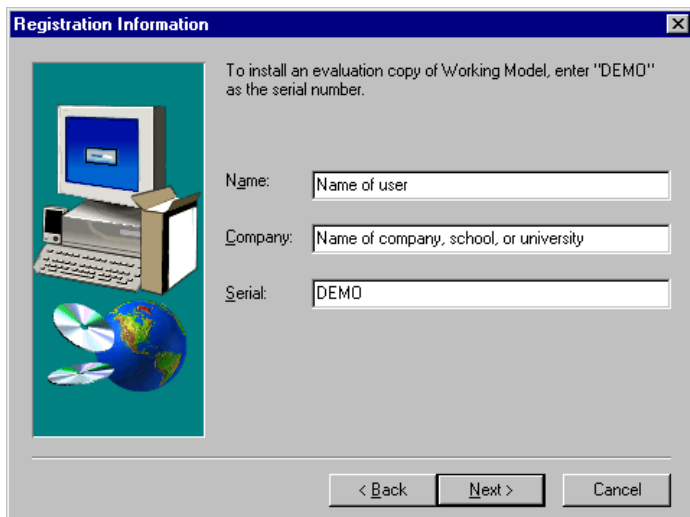 Registration Information
To install an evaluation copy of Working Model, enter "DEMO"
as the serial number.
Name: Name of user
Company: Name of company, school, or university
Serial: DEMO
< Back Next > Cancel